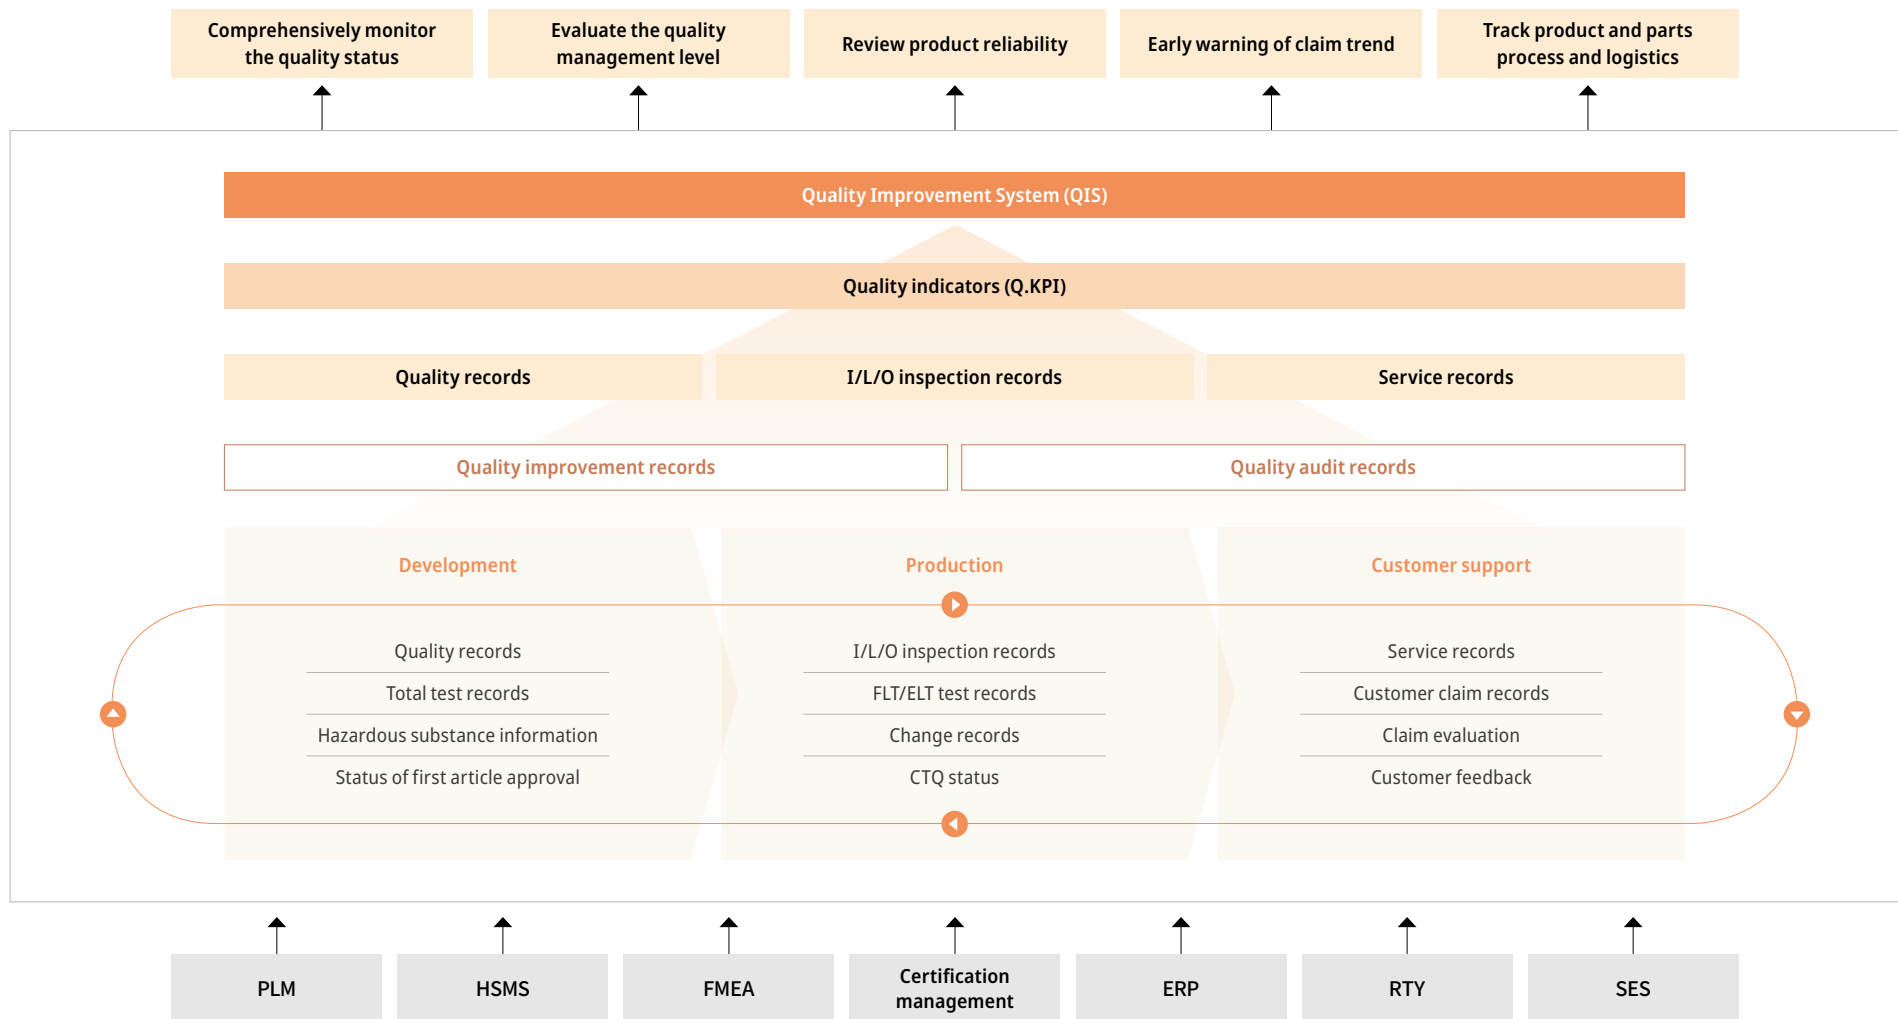 Comprehensively monitor
the quality status
Evaluate the quality
management level
Review product reliability
Early warning of claim trend
Track product and parts
process and logistics
Quality Improvement System (QIS)
Quality indicators (Q.KPI)
Quality records
I/L/O inspection records
Service records
Quality improvement records
Quality audit records
Development
Quality records
Total test records
Hazardous substance information
Status of first article approval
Production
I/L/O inspection records
FLT/ELT test records
Change records
CTQ status
Customer support
Service records
Customer claim records
Claim evaluation
Customer feedback
PLM
HSMS
FMEA
Certification
management
ERP
RTY
SES